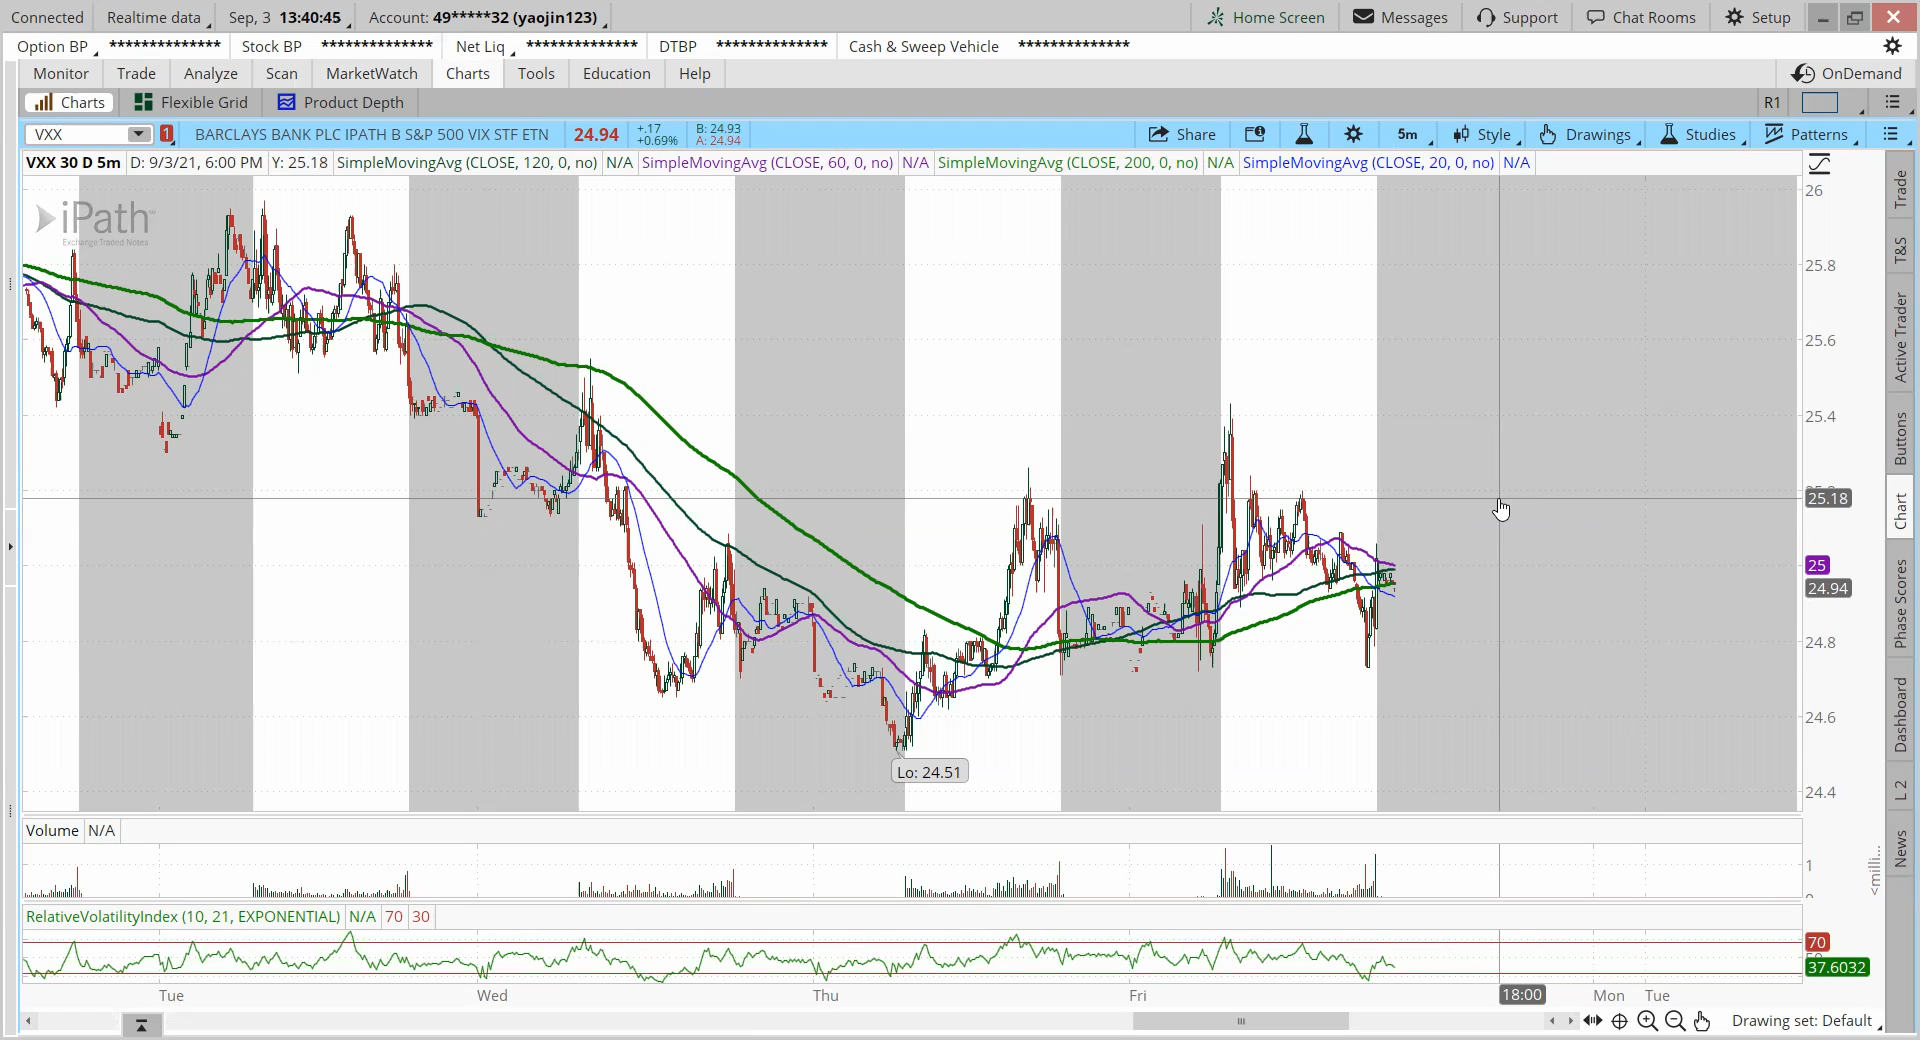 Connected Realtime data Sep, 3 13:40:45 Account: 49*****32 (yaojin123) Home Screen Messages Support Chat Rooms Setup
Option BP ************** Stock BP ************** Net Liq ************** DTBP ************** Cash & Sweep Vehicle **************
Monitor Trade Analyze Scan MarketWatch Charts Tools Education Help OnDemand
Charts Flexible Grid Product Depth R1
VXX 1 BARCLAYS BANK PLC IPATH B S&P 500 VIX STF ETN 24.94 +.17 +0.69% B: 24.93 A: 24.94 Share 5m Style Drawings Studies Patterns
VXX 30 D 5m D: 9/3/21, 6:00 PM Y: 25.18 SimpleMovingAvg (CLOSE, 120, 0, no) N/A SimpleMovingAvg (CLOSE, 60, 0, no) N/A SimpleMovingAvg (CLOSE, 200, 0, no) N/A SimpleMovingAvg (CLOSE, 20, 0, no) N/A
iPath
Exchange Traded Notes
26
25.8
25.6
25.4
25.18
25
24.94
24.8
24.6
24.4
Lo: 24.51
Volume N/A
1
<milli...
RelativeVolatilityIndex (10, 21, EXPONENTIAL) N/A 70 30
70
37.6032
Tue Wed Thu Fri 18:00 Mon Tue
Drawing set: Default
Trade
T&S
Active Trader
Buttons
Chart
Phase Scores
Dashboard
L 2
News